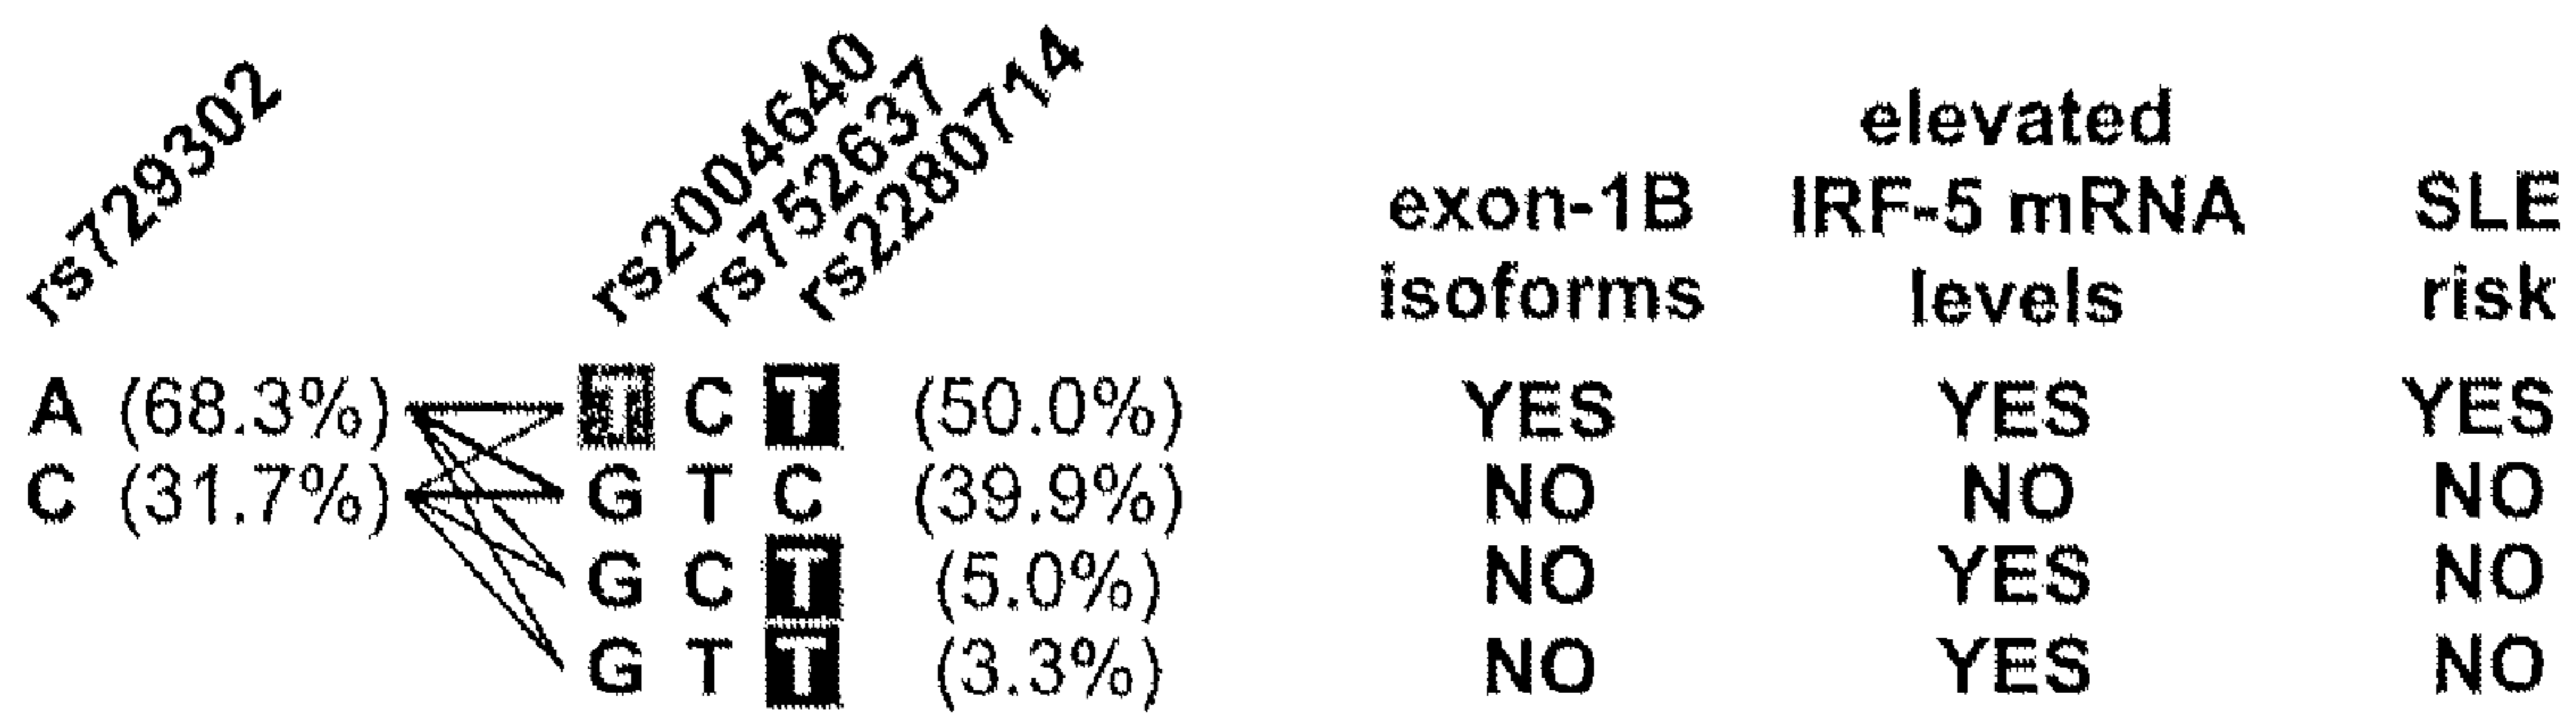 rs729302
rs2004640
rs752637
rs2280714
exon-1B
isoforms
elevated
IRF-5 mRNA
levels
SLE
risk
A (68.3%) T C T (50.0%) YES YES YES
C (31.7%) G T C (39.9%) NO NO NO
G C T (5.0%) NO YES NO
G T T (3.3%) NO YES NO